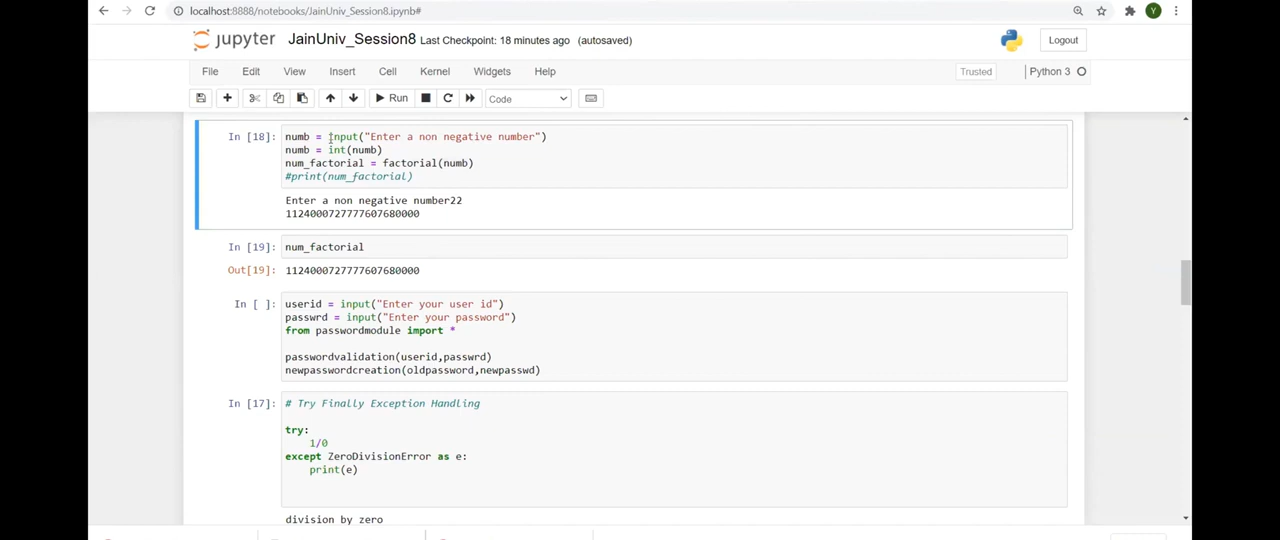 localhost:8888/notebooks/JainUniv_Session8.ipynb#
Y
jupyter JainUniv_Session8 Last Checkpoint: 18 minutes ago (autosaved)
Logout
File Edit View Insert Cell Kernel Widgets Help
Trusted Python 3
Run Code
In [18]: numb = input("Enter a non negative number")
numb = int(numb)
num_factorial = factorial(numb)
#print(num_factorial)
Enter a non negative number22
1124000727777607680000
In [19]: num_factorial
Out[19]: 1124000727777607680000
In [ ]: userid = input("Enter your user id")
passwrd = input("Enter your password")
from passwordmodule import *
passwordvalidation(userid,passwrd)
newpasswordcreation(oldpassword,newpasswd)
In [17]: # Try Finally Exception Handling
try:
1/0
except ZeroDivisionError as e:
print(e)
division by zero